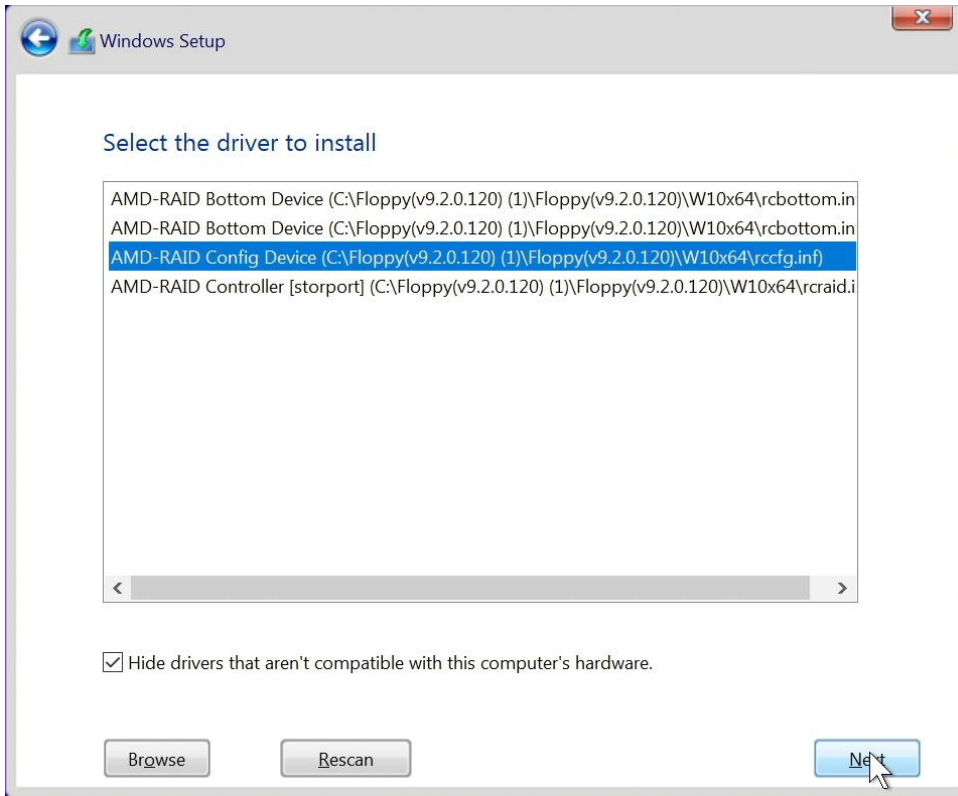 Windows Setup
Select the driver to install
AMD-RAID Bottom Device (C:\Floppy(v9.2.0.120) (1)\Floppy(v9.2.0.120)\W10x64\rcbottom.in
AMD-RAID Bottom Device (C:\Floppy(v9.2.0.120) (1)\Floppy(v9.2.0.120)\W10x64\rcbottom.in
AMD-RAID Config Device (C:\Floppy(v9.2.0.120) (1)\Floppy(v9.2.0.120)\W10x64\rccfg.inf)
AMD-RAID Controller [storport] (C:\Floppy(v9.2.0.120) (1)\Floppy(v9.2.0.120)\W10x64\rcraid.i
Hide drivers that aren't compatible with this computer's hardware.
Browse Rescan Next